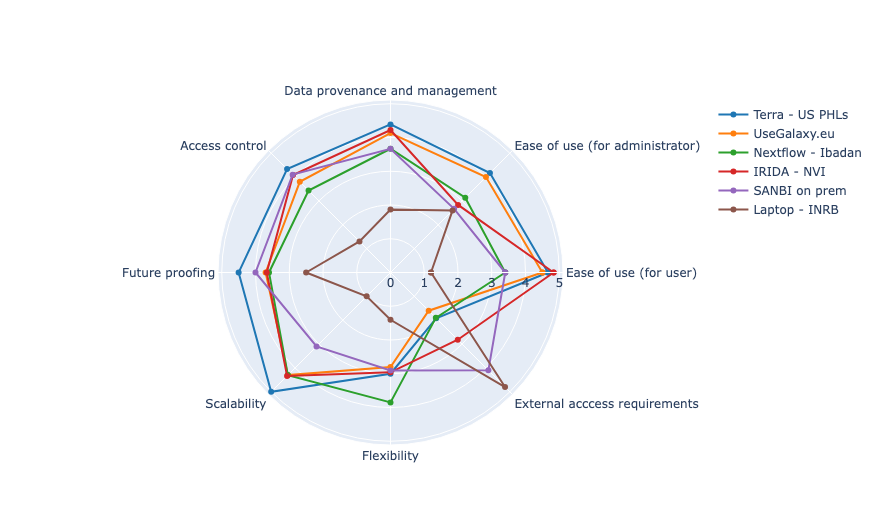 Data provenance and management
Access control
Ease of use (for administrator)
Future proofing
0 1 2 3 4 5
Ease of use (for user)
Scalability
External acccess requirements
Flexibility
Terra - US PHLs
UseGalaxy.eu
Nextflow - Ibadan
IRIDA - NVI
SANBI on prem
Laptop - INRB